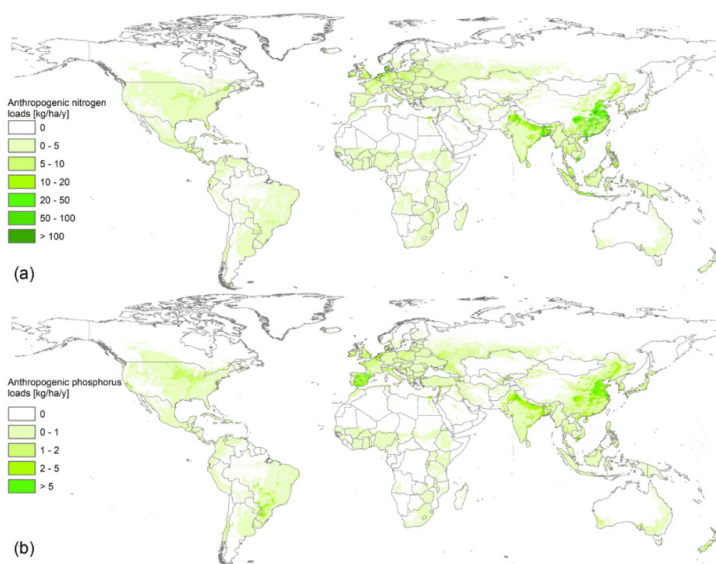 Anthropogenic nitrogen
loads [kg/ha/y]
0
0 - 5
5 - 10
10 - 20
20 - 50
50 - 100
> 100
(a)
Anthropogenic phosphorus
loads [kg/ha/y]
0
0 - 1
1 - 2
2 - 5
> 5
(b)